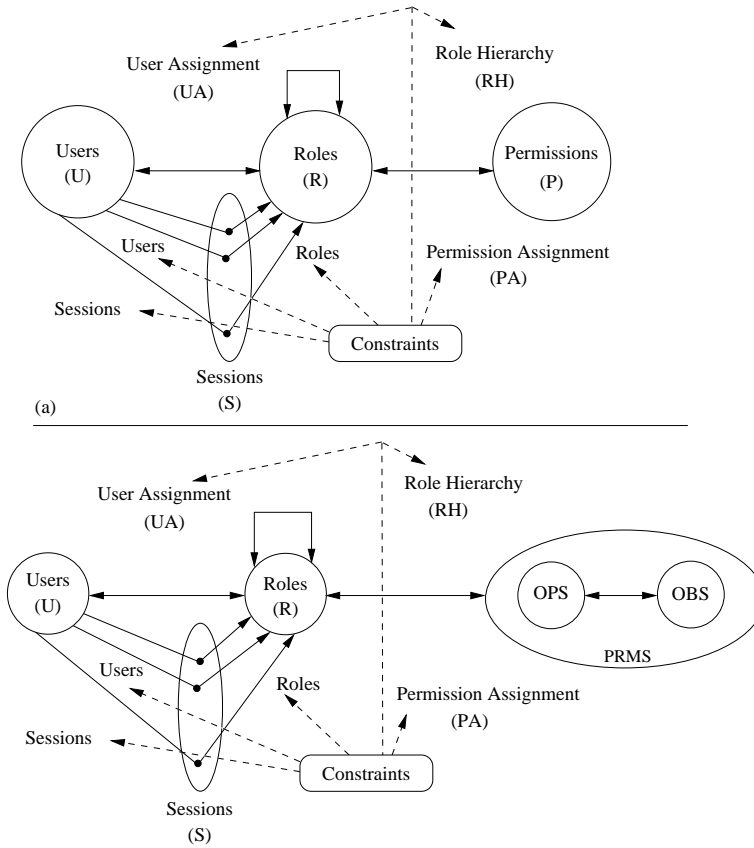 User Assignment
(UA)
Role Hierarchy
(RH)
Users
(U)
Roles
(R)
Permissions
(P)
Users
Roles
Permission Assignment
(PA)
Sessions
Constraints
Sessions
(S)
(a)
User Assignment
(UA)
Role Hierarchy
(RH)
Users
(U)
Roles
(R)
OPS
OBS
PRMS
Users
Roles
Permission Assignment
(PA)
Sessions
Constraints
Sessions
(S)